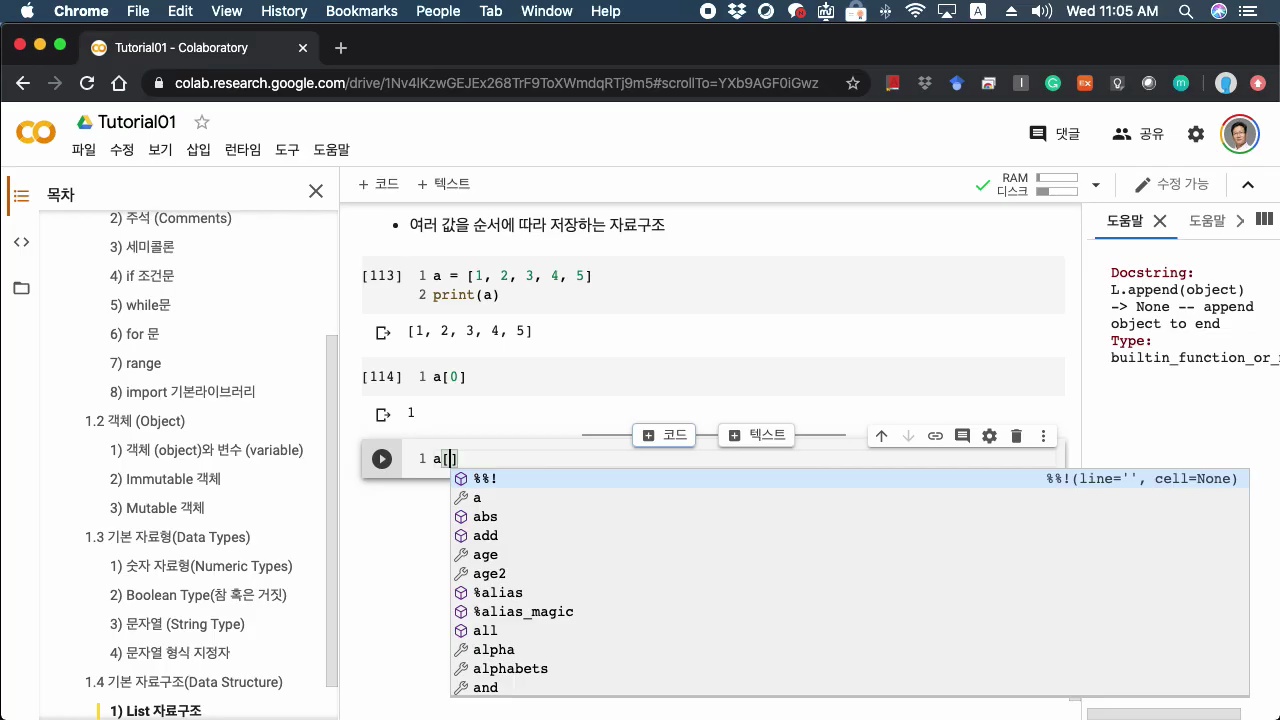 Chrome File Edit View History Bookmarks People Tab Window Help A Wed 11:05 AM
Tutorial01 - Colaboratory
colab.research.google.com/drive/1Nv4lKzwGEJEx268TrF9ToXWmdqRTj9m5#scrollTo=YXb9AGF0iGwz
Tutorial01
댓글 공유
파일 수정 보기 삽입 런타임 도구 도움말
목차
+ 코드 + 텍스트
RAM
디스크
수정 가능
2) 주석 (Comments)
3) 세미콜론
4) if 조건문
5) while문
6) for 문
7) range
8) import 기본라이브러리
1.2 객체 (Object)
1) 객체 (object)와 변수 (variable)
2) Immutable 객체
3) Mutable 객체
1.3 기본 자료형(Data Types)
1) 숫자 자료형(Numeric Types)
2) Boolean Type(참 혹은 거짓)
3) 문자열 (String Type)
4) 문자열 형식 지정자
1.4 기본 자료구조(Data Structure)
1) List 자료구조
• 여러 값을 순서에 따라 저장하는 자료구조
[113] 1 a = [1, 2, 3, 4, 5]
2 print(a)
[1, 2, 3, 4, 5]
[114] 1 a[0]
1
코드 텍스트
1 a[]
%%! %%!(line='', cell=None)
a
abs
add
age
age2
%alias
%alias_magic
all
alpha
alphabets
and
도움말 도움말
Docstring:
L.append(object)
-> None -- append
object to end
Type:
builtin_function_or_